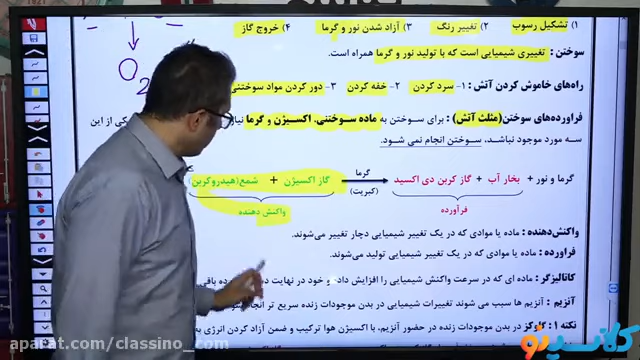 ۱) تشکیل رسوب ۲) تغییر رنگ ۳) آزاد شدن نور و گرما ۴) خروج گاز
سوختن: تغییری شیمیایی است که با تولید نور و گرما همراه است.
راه‌های خاموش کردن آتش : ۱- سرد کردن ۲- خفه کردن ۳- دور کردن مواد سوختنی
فراورده‌های سوختن(مثلث آتش) : برای سوختن به ماده سوختنی، اکسیژن و گرما کی از این
سه مورد موجود نباشد، سوختن انجام نمی شود.
شمع(هیدروکربن) + گاز اکسیژن گرما (کبریت) گاز کربن دی اکسید + بخار آب + گرما و نور
واکنش دهنده فرآورده
واکنش‌دهنده : ماده یا موادی که در یک تغییر شیمیایی دچار تغییر می‌شوند.
فرآورده : ماده یا موادی که در یک تغییر شیمیایی تولید می‌شوند.
کاتالیزگر: ماده ای که در سرعت واکنش شیمیایی را افزایش داده و خود در نهایت باقی
آنزیم : آنزیم ها سبب می شوند تغییرات شیمیایی در بدن موجودات زنده سریع تر انجا
نکته ۱ : گلوکز در بدن موجودات زنده در حضور آنزیم، با اکسیژن هوا ترکیب و ضمن آزاد کردن انرژی به
O2
aparat.com/classino_com
کلاسینو